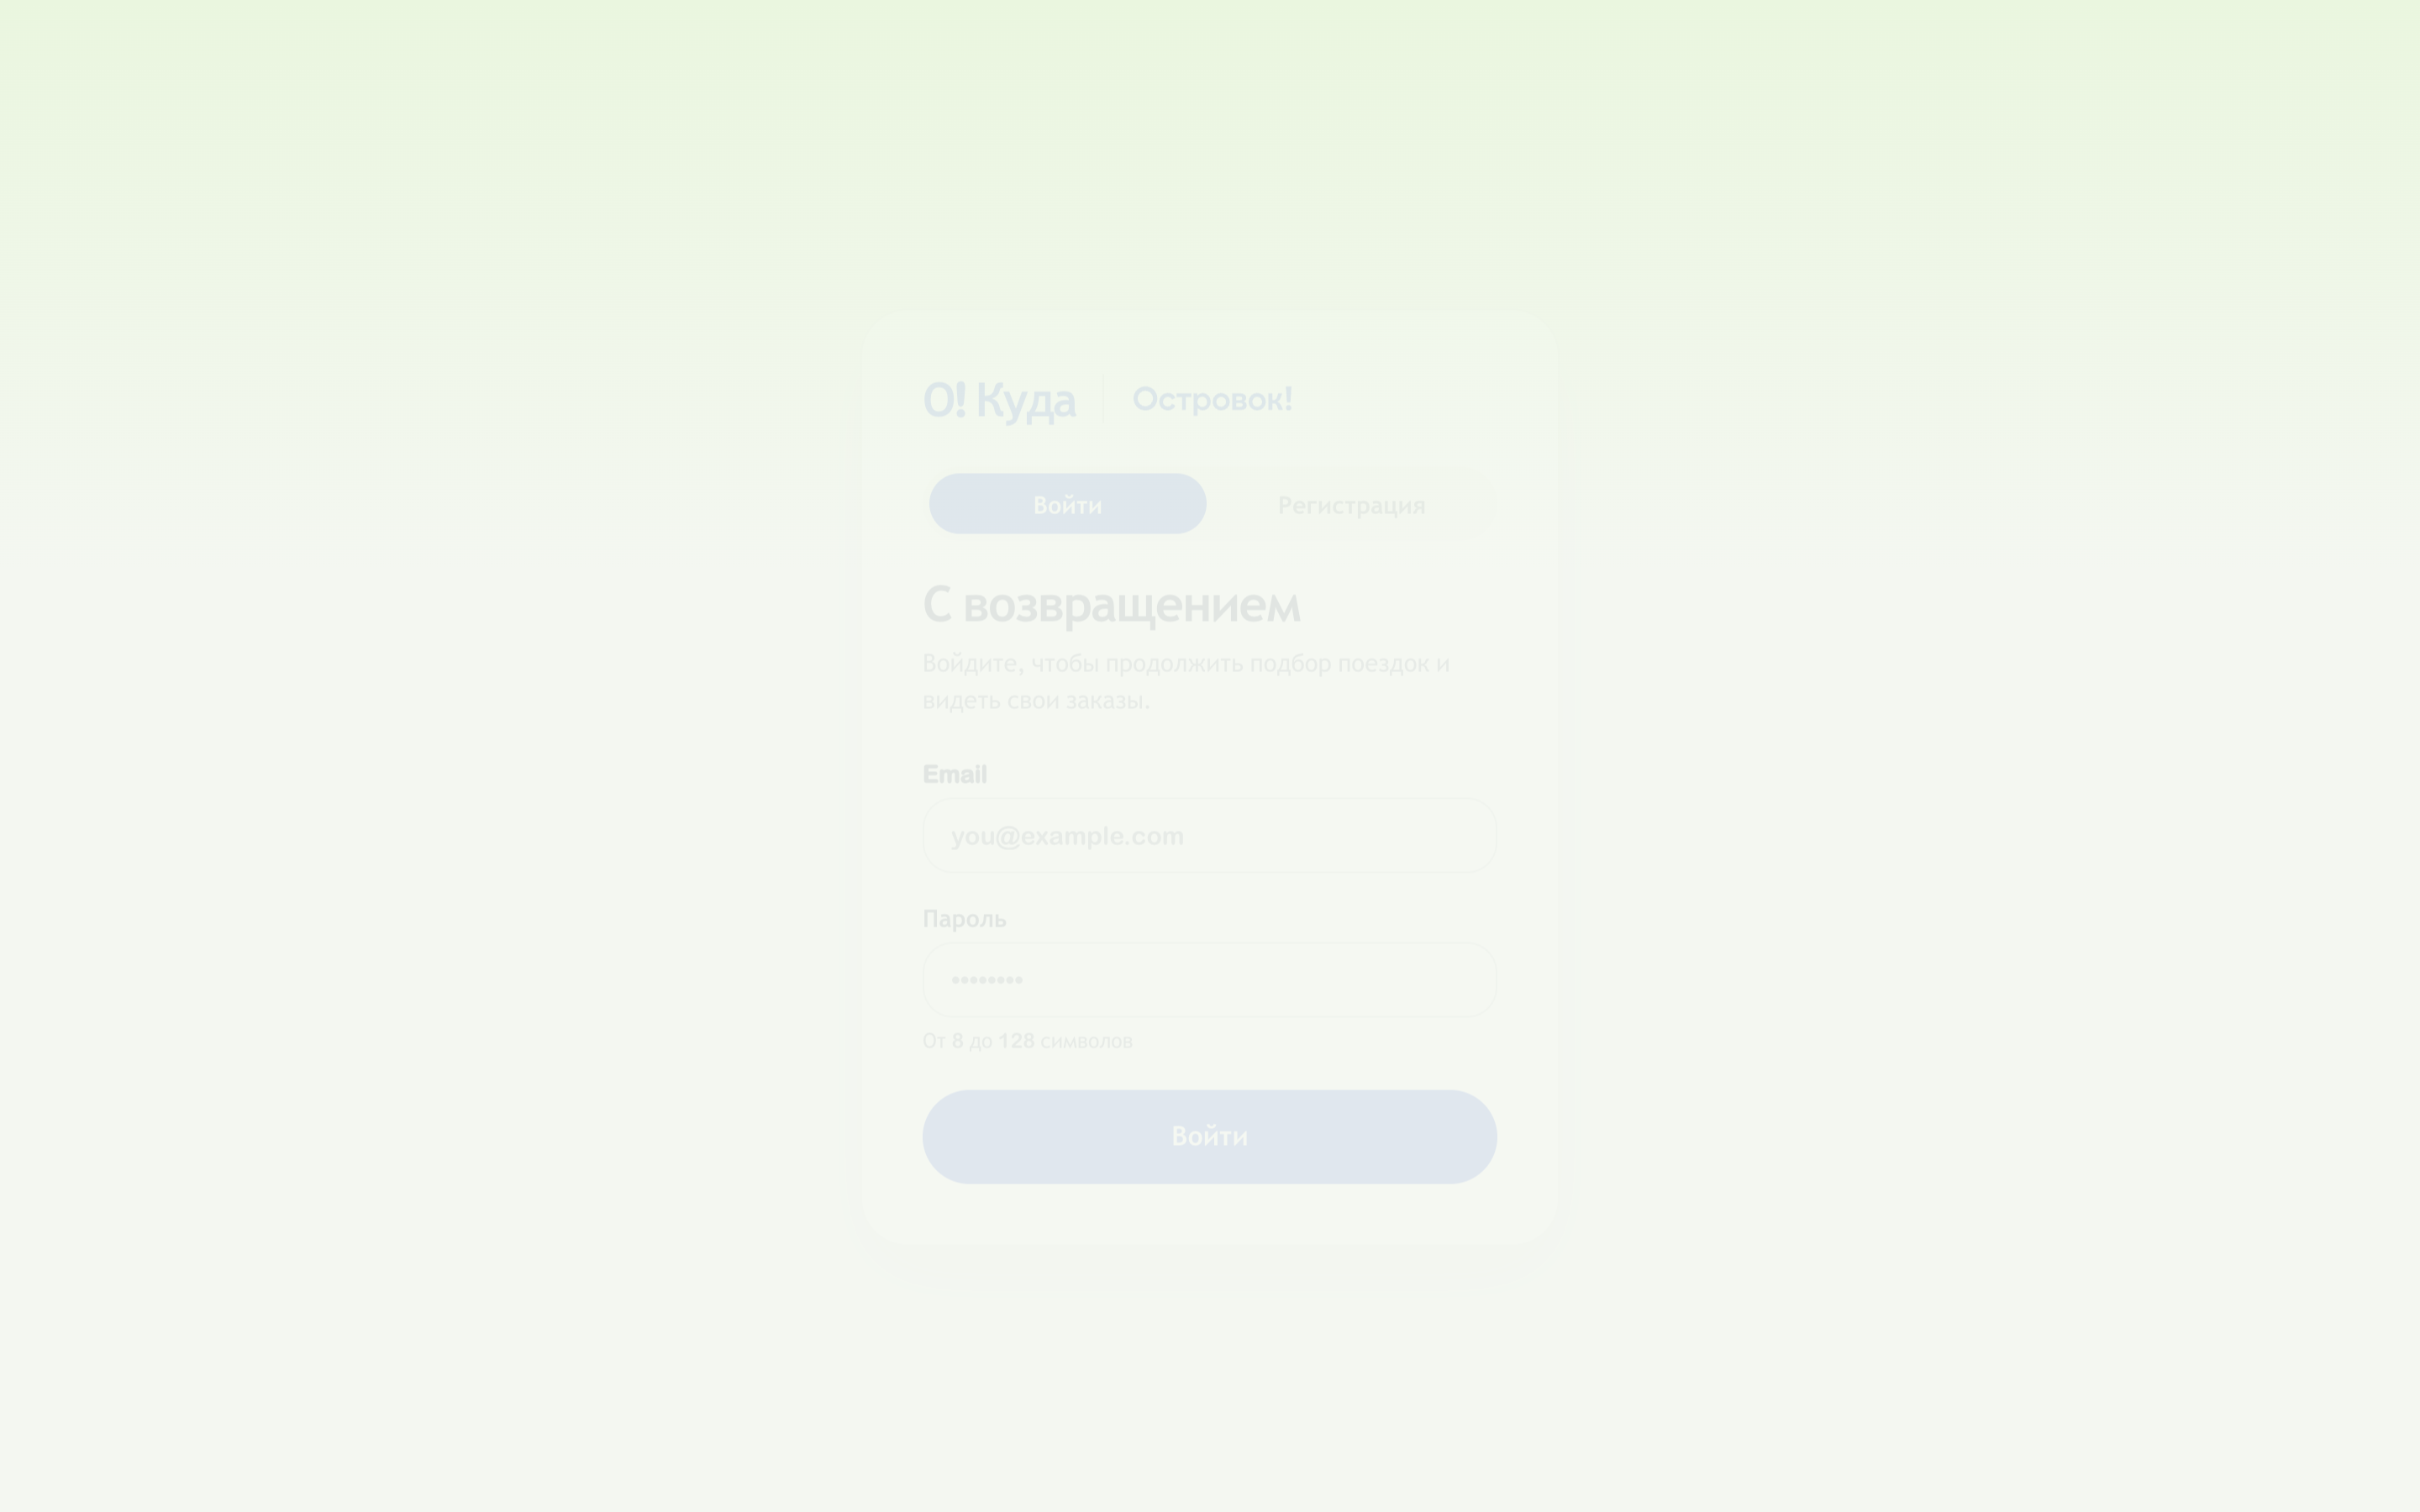 О! Куда
Островок!
Войти
Регистрация
С возвращением
Войдите, чтобы продолжить подбор поездок и
видеть свои заказы.
Email
you@example.com
Пароль
••••••••
От 8 до 128 символов
Войти